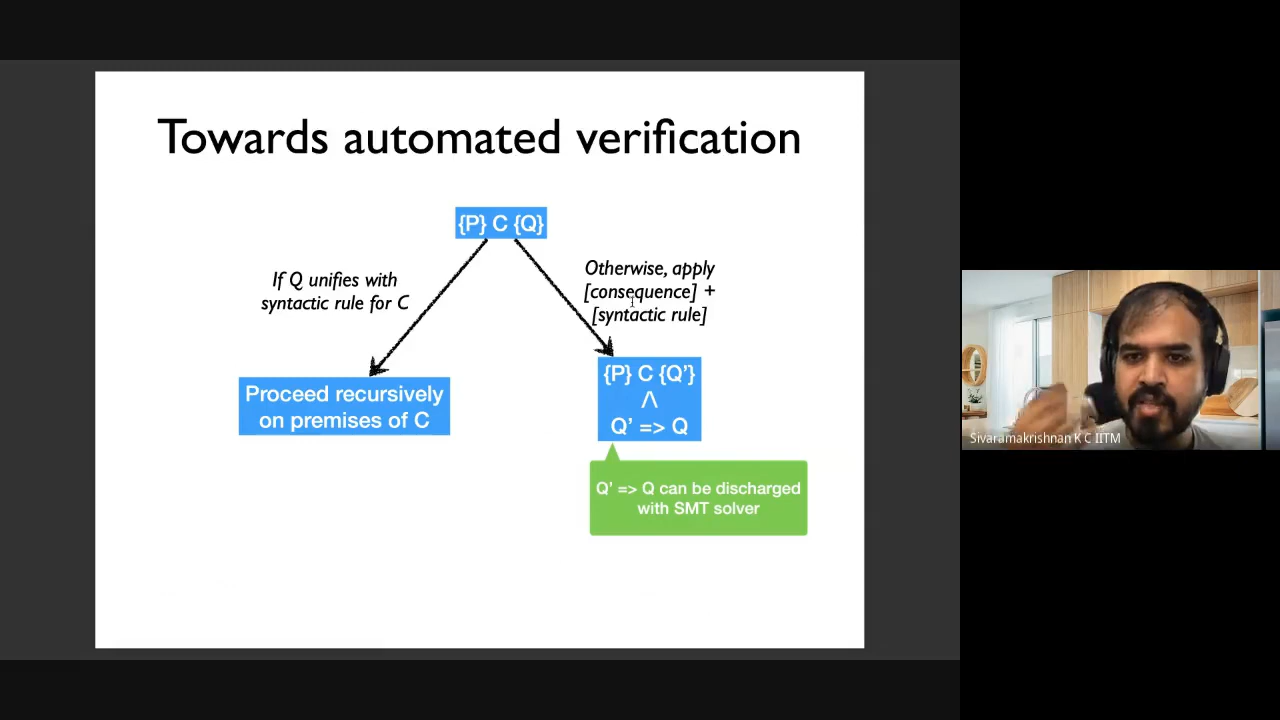 Towards automated verification
{P} C {Q}
If Q unifies with
syntactic rule for C
Otherwise, apply
[consequence] +
[syntactic rule]
Proceed recursively
on premises of C
{P} C {Q’}
/\
Q’ => Q
Q’ => Q can be discharged
with SMT solver
Sivaramakrishnan K C IITM